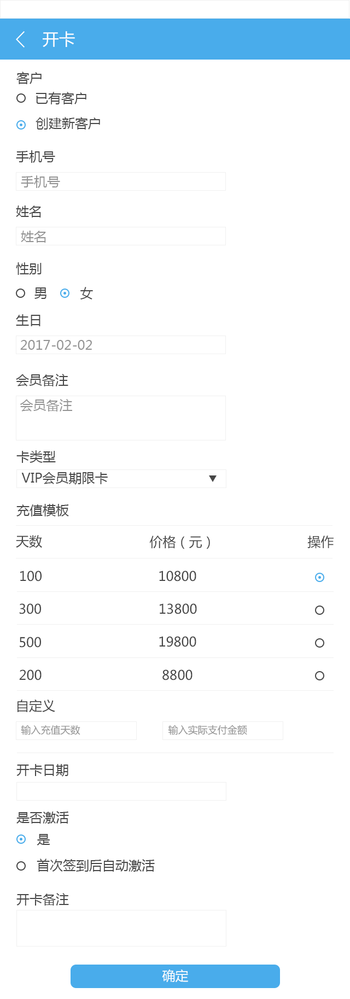 开卡
客户
已有客户
创建新客户
手机号
手机号
姓名
姓名
性别
男 女
生日
2017-02-02
会员备注
会员备注
卡类型
VIP会员期限卡
充值模板
天数 价格（元） 操作
100 10800
300 13800
500 19800
200 8800
自定义
输入充值天数 输入实际支付金额
开卡日期
是否激活
是
首次签到后自动激活
开卡备注
确定